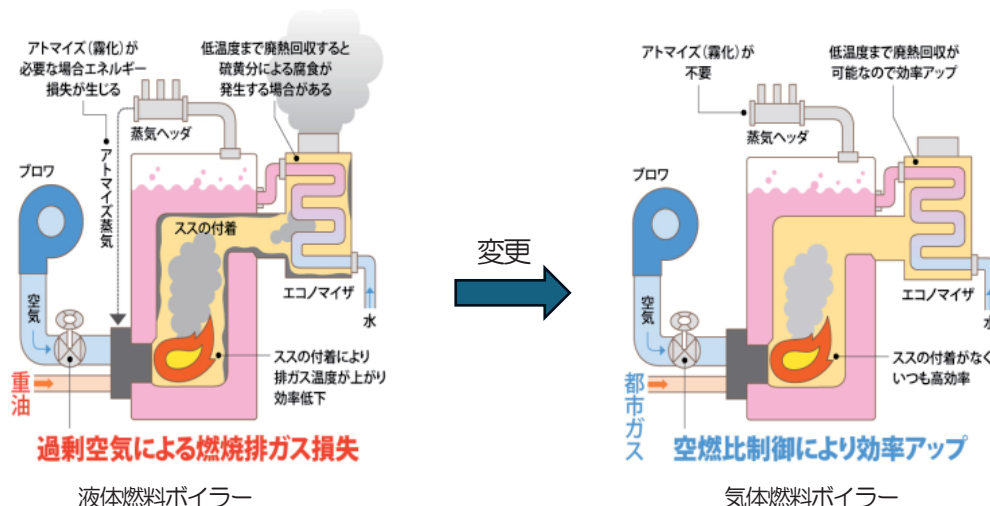 アトマイズ(霧化)が
必要な場合エネルギー
損失が生じる
低温度まで廃熱回収すると
硫黄分による腐食が
発生する場合がある
蒸気ヘッダ
ブロワ
アトマイズ蒸気
ススの付着
エコノマイザ
水
空気
ススの付着により
排ガス温度が上がり
効率低下
重油
過剰空気による燃焼排ガス損失
液体燃料ボイラー
変更
アトマイズ(霧化)が
不要
低温度まで廃熱回収が
可能なので効率アップ
蒸気ヘッダ
ブロワ
エコノマイザ
水
空気
ススの付着がなく
いつも高効率
都市ガス
空燃比制御により効率アップ
気体燃料ボイラー